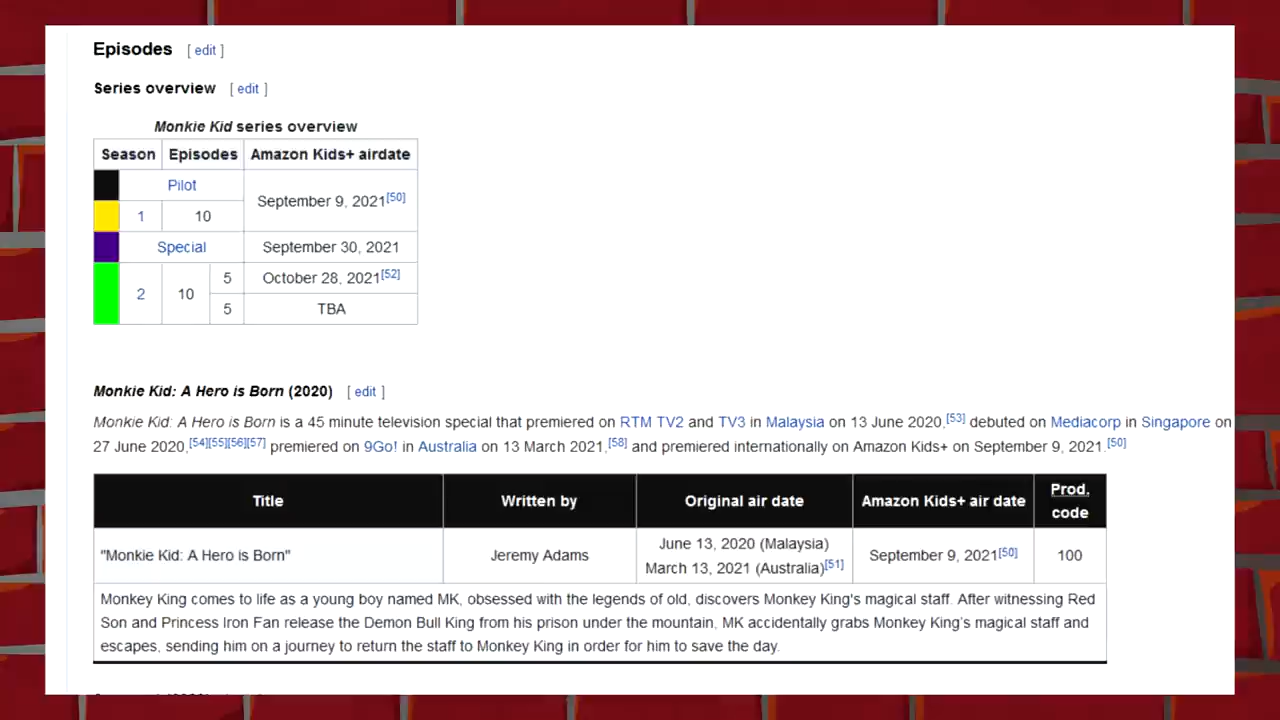 Episodes [ edit ]
Series overview [ edit ]
Monkie Kid series overview
Season Episodes Amazon Kids+ airdate
Pilot
September 9, 2021[50]
1 10
Special September 30, 2021
5 October 28, 2021[52]
2 10
5 TBA
Monkie Kid: A Hero is Born (2020) [ edit ]
Monkie Kid: A Hero is Born is a 45 minute television special that premiered on RTM TV2 and TV3 in Malaysia on 13 June 2020,[53] debuted on Mediacorp in Singapore on
27 June 2020,[54][55][56][57] premiered on 9Go! in Australia on 13 March 2021,[58] and premiered internationally on Amazon Kids+ on September 9, 2021.[50]
Title Written by Original air date Amazon Kids+ air date Prod. code
"Monkie Kid: A Hero is Born" Jeremy Adams June 13, 2020 (Malaysia) September 9, 2021[50] 100
March 13, 2021 (Australia)[51]
Monkey King comes to life as a young boy named MK, obsessed with the legends of old, discovers Monkey King's magical staff. After witnessing Red
Son and Princess Iron Fan release the Demon Bull King from his prison under the mountain, MK accidentally grabs Monkey King's magical staff and
escapes, sending him on a journey to return the staff to Monkey King in order for him to save the day.